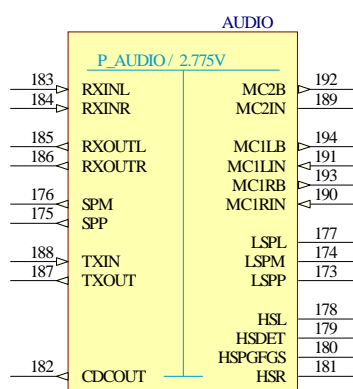 AUDIO
P_AUDIO / 2.775V
183 RXINL MC2B 192
184 RXINR MC2IN 189
185 RXOUTL MC1LB 194
186 RXOUTR MC1LIN 191
MC1RB 193
176 SPM MC1RIN 190
175 SPP
LSPL 177
188 TXIN LSPM 174
187 TXOUT LSPP 173
HSL 178
HSDET 179
HSPGFGS 180
182 CDCOUT HSR 181